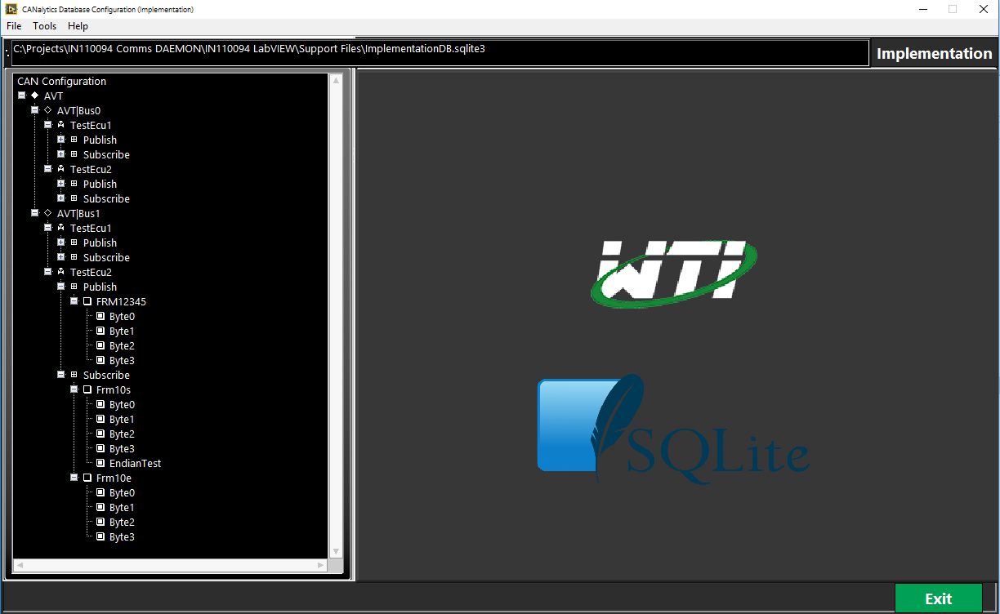 CANalytics Database Configuration (Implementation)
File Tools Help
C:\Projects\IN110094 Comms DAEMON\IN110094 LabVIEW\Support Files\ImplementationDB.sqlite3
Implementation
CAN Configuration
AVT
AVT|Bus0
TestEcu1
Publish
Subscribe
TestEcu2
Publish
Subscribe
AVT|Bus1
TestEcu1
Publish
Subscribe
TestEcu2
Publish
FRM12345
Byte0
Byte1
Byte2
Byte3
Subscribe
Frm10s
Byte0
Byte1
Byte2
Byte3
EndianTest
Frm10e
Byte0
Byte1
Byte2
Byte3
WTI
SQLite
Exit